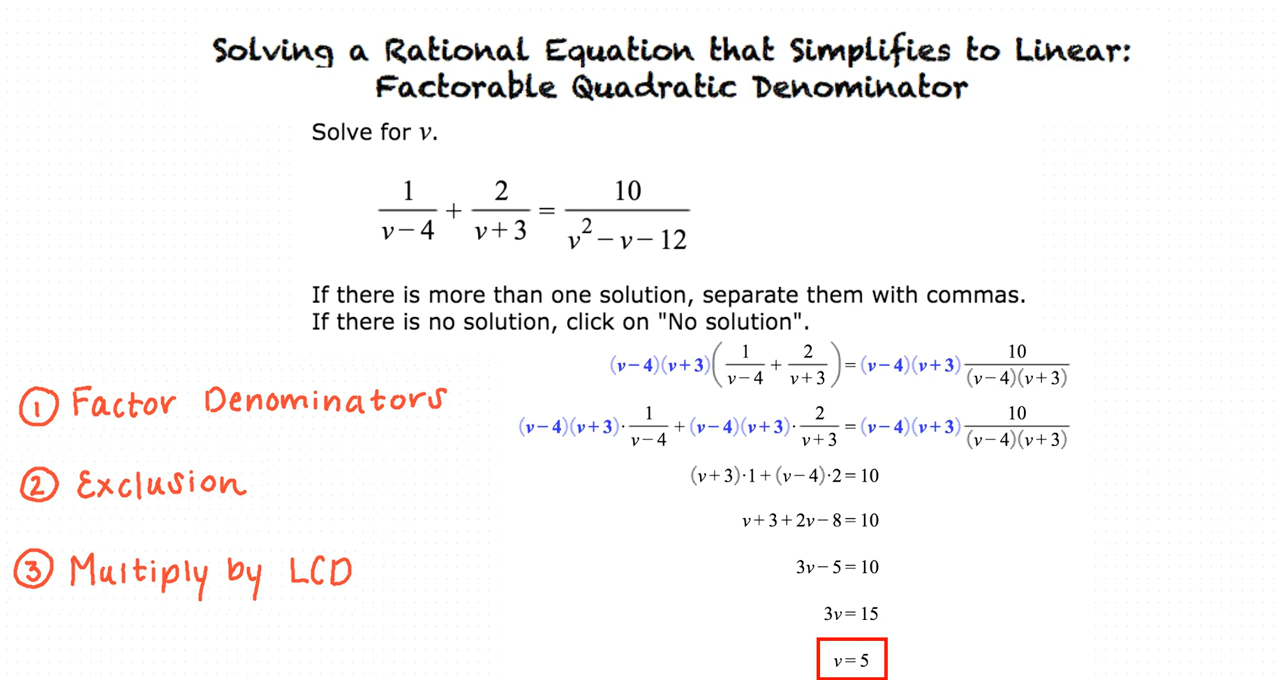 Solving a Rational Equation that Simplifies to Linear:
Factorable Quadratic Denominator
Solve for v.
1/(v−4) + 2/(v+3) = 10/(v²−v−12)
If there is more than one solution, separate them with commas.
If there is no solution, click on "No solution".
(v−4)(v+3)(1/(v−4) + 2/(v+3)) = (v−4)(v+3) 10/((v−4)(v+3))
① Factor Denominators
(v−4)(v+3)·1/(v−4) + (v−4)(v+3)·2/(v+3) = (v−4)(v+3) 10/((v−4)(v+3))
(v+3)·1+(v−4)·2=10
② Exclusion
v+3+2v−8=10
3v−5=10
③ Multiply by LCD
3v=15
v=5